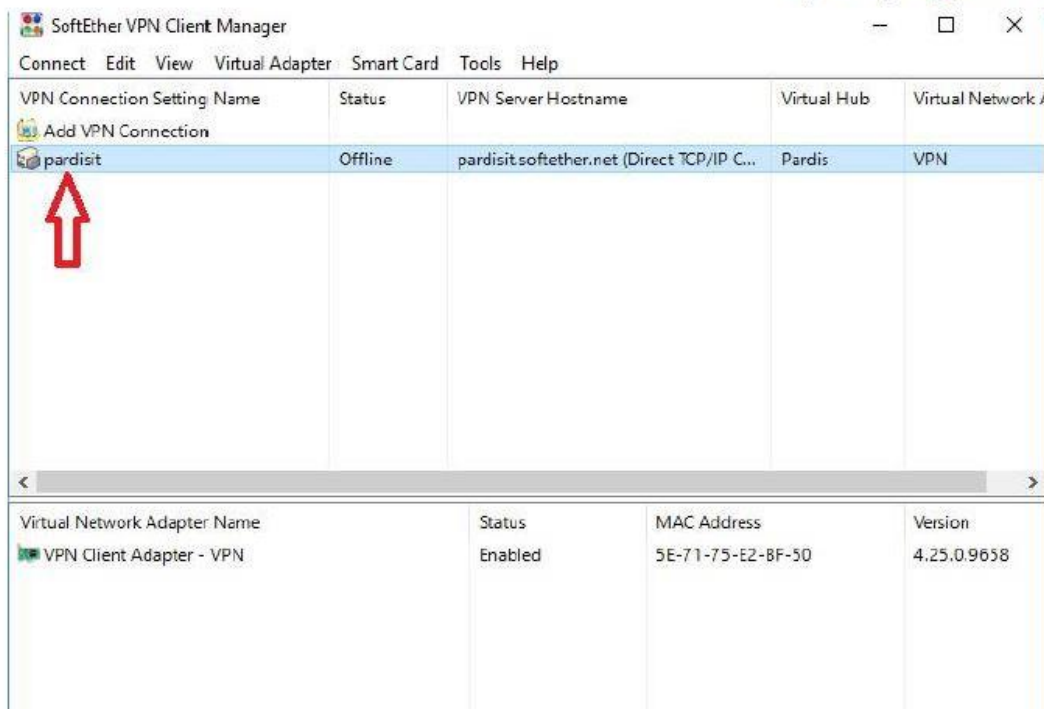 SoftEther VPN Client Manager
Connect Edit View Virtual Adapter Smart Card Tools Help
VPN Connection Setting Name Status VPN Server Hostname Virtual Hub Virtual Network A
Add VPN Connection
pardisit Offline pardisit.softether.net (Direct TCP/IP C... Pardis VPN
Virtual Network Adapter Name Status MAC Address Version
VPN Client Adapter - VPN Enabled 5E-71-75-E2-BF-50 4.25.0.9658